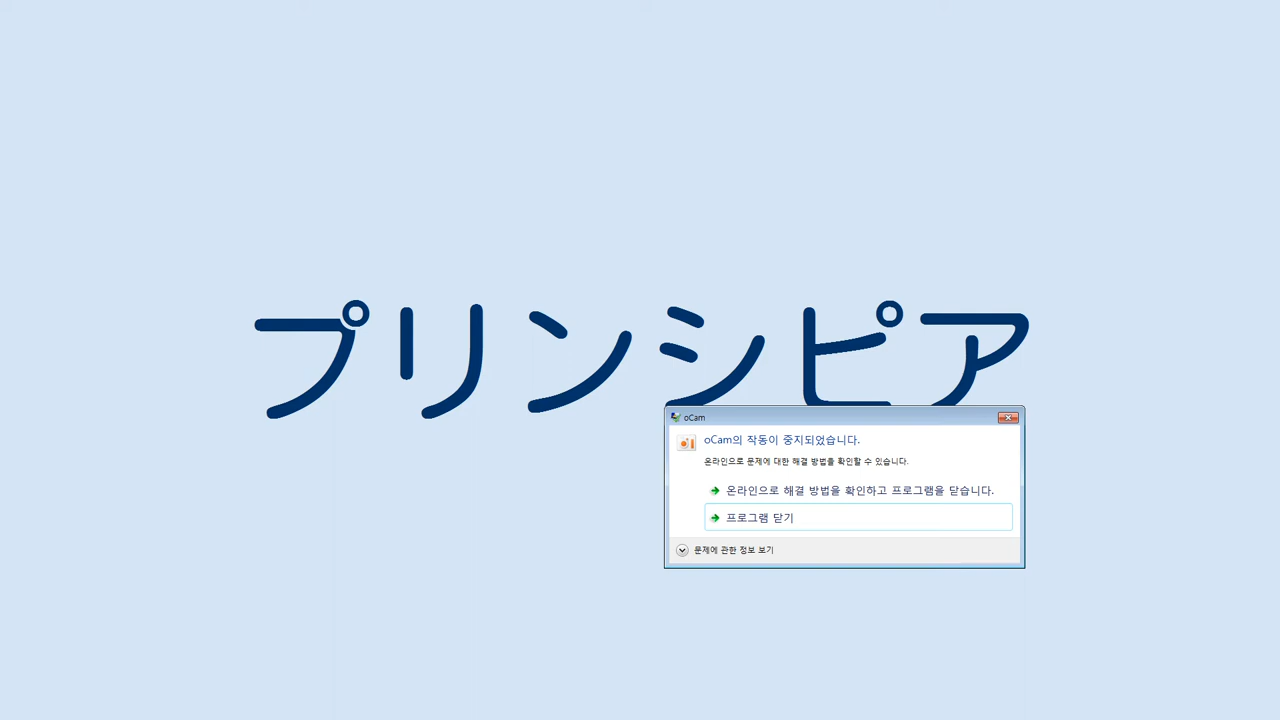 プリンシピア
oCam
oCam의 작동이 중지되었습니다.
온라인으로 문제에 대한 해결 방법을 확인할 수 있습니다.
온라인으로 해결 방법을 확인하고 프로그램을 닫습니다.
프로그램 닫기
문제에 관한 정보 보기